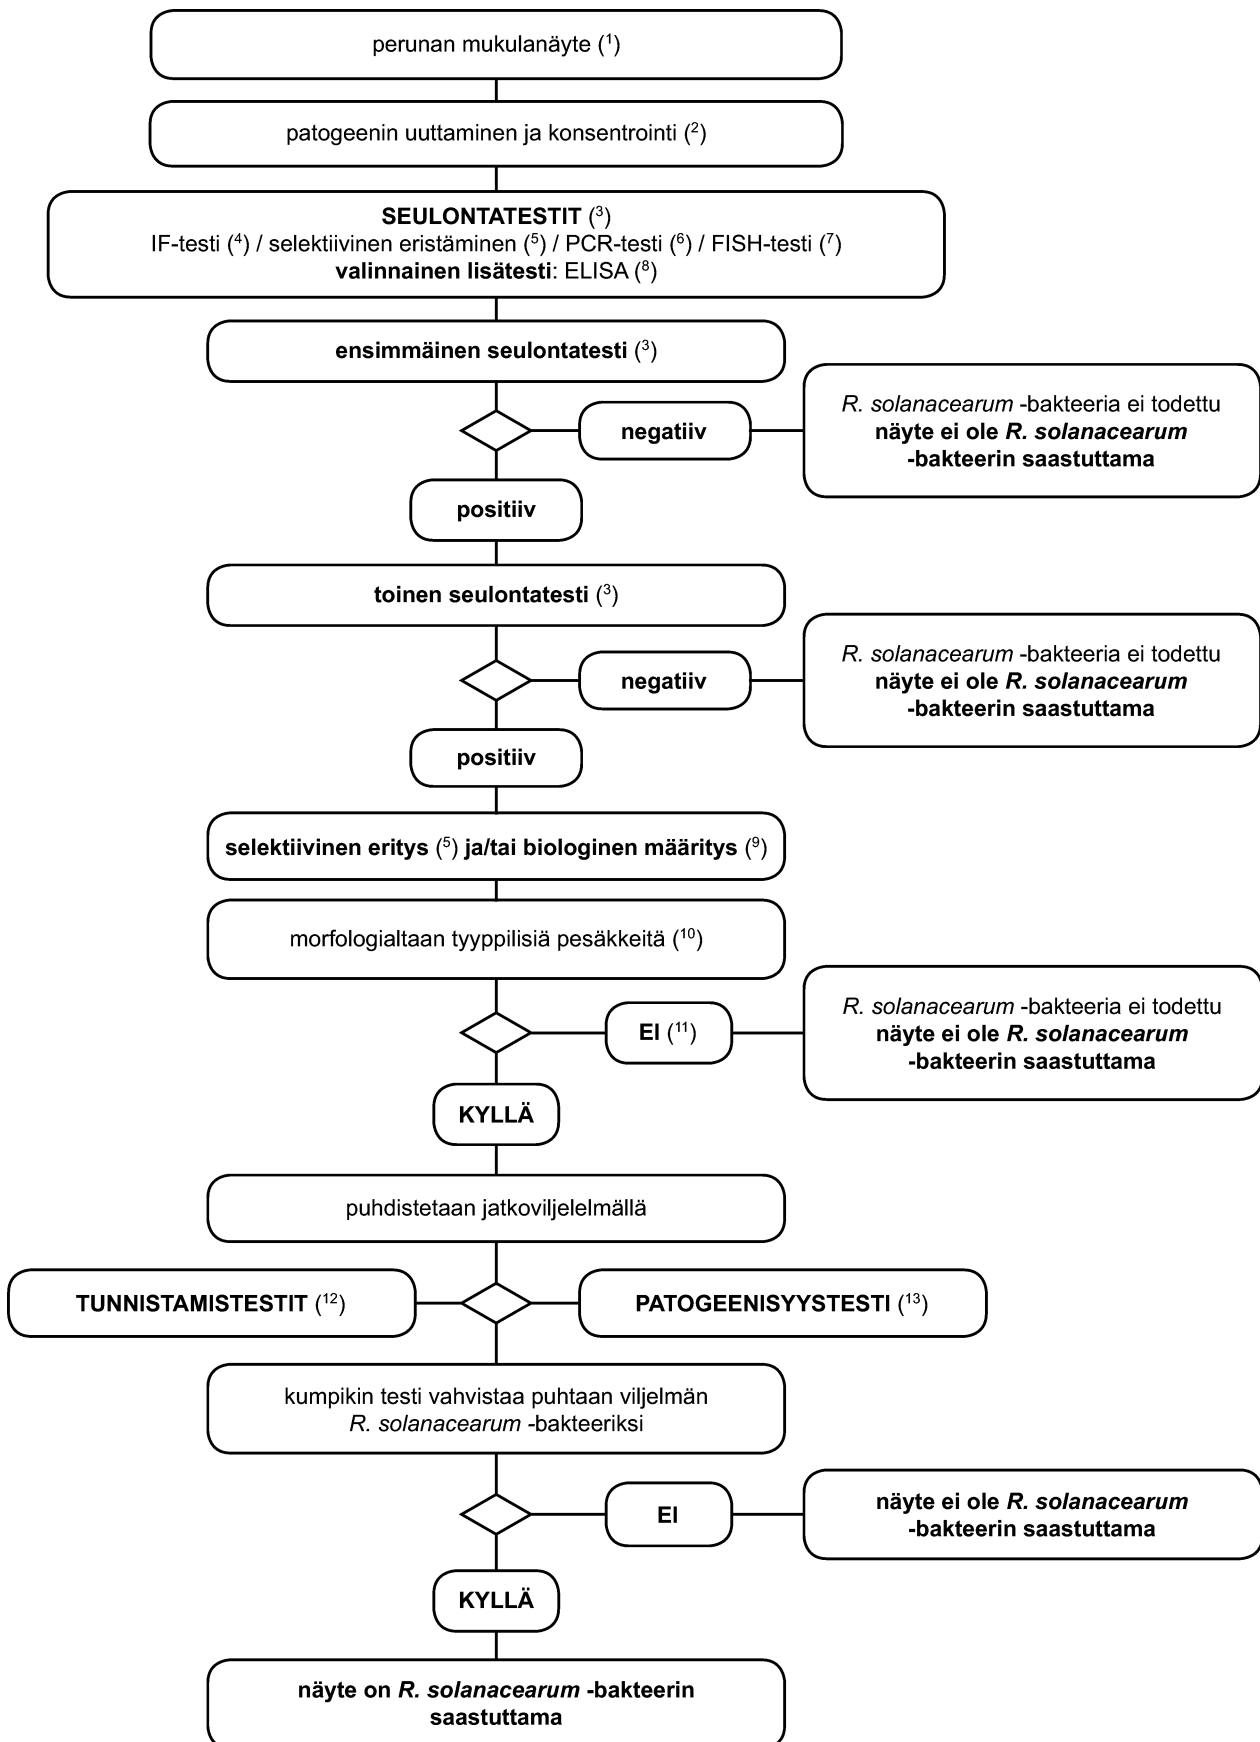 perunan mukulanäyte (¹)
patogeenin uuttaminen ja konsentrointi (²)
SEULONTATESTIT (³)
IF-testi (⁴) / selektiivinen eristäminen (⁵) / PCR-testi (⁶) / FISH-testi (⁷)
valinnainen lisätesti: ELISA (⁸)
ensimmäinen seulontatesti (³)
negatiiv
R. solanacearum -bakteeria ei todettu
näyte ei ole R. solanacearum
-bakteerin saastuttama
positiiv
toinen seulontatesti (³)
negatiiv
R. solanacearum -bakteeria ei todettu
näyte ei ole R. solanacearum
-bakteerin saastuttama
positiiv
selektiivinen eritys (⁵) ja/tai biologinen määritys (⁹)
morfologialtaan tyyppilisiä pesäkkeitä (¹⁰)
EI (¹¹)
R. solanacearum -bakteeria ei todettu
näyte ei ole R. solanacearum
-bakteerin saastuttama
KYLLÄ
puhdistetaan jatkoviljelelmällä
TUNNISTAMISTESTIT (¹²)
PATOGEENISYYSTESTI (¹³)
kumpikin testi vahvistaa puhtaan viljelmän
R. solanacearum -bakteeriksi
EI
näyte ei ole R. solanacearum
-bakteerin saastuttama
KYLLÄ
näyte on R. solanacearum -bakteerin
saastuttama